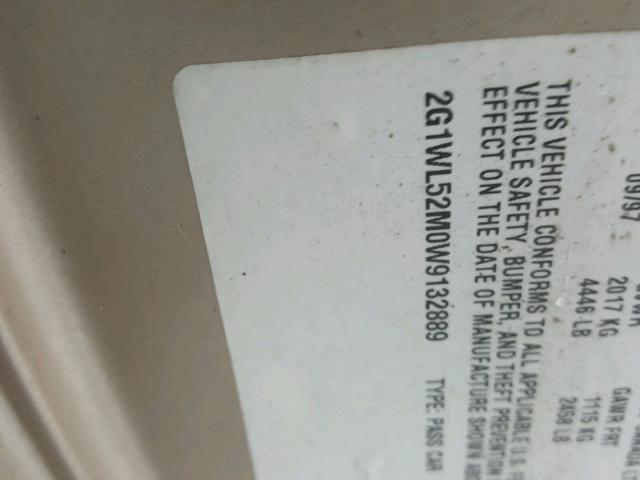 09/97
2017 KG
4446 LB
GAWR FRT
1115 KG
2458 LB
THIS VEHICLE CONFORMS TO ALL APPLICABLE U.S.
VEHICLE SAFETY, BUMPER, AND THEFT PREVENTION
EFFECT ON THE DATE OF MANUFACTURE SHOWN
2G1WL52M0W9132889 TYPE: PASS CAR